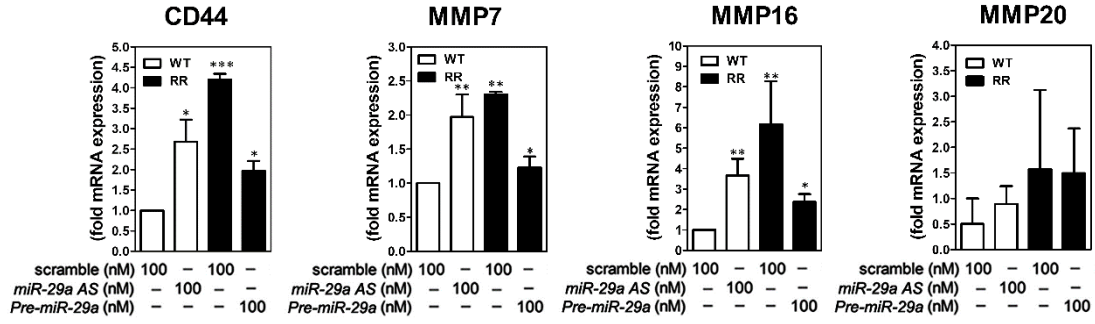 CD44 MMP7 MMP16 MMP20
(fold mRNA expression) 5.0 4.5 4.0 3.5 3.0 2.5 2.0 1.5 1.0 0.5 0.0 WT RR * *** *
(fold mRNA expression) 3.0 2.5 2.0 1.5 1.0 0.5 0.0 WT RR ** ** *
(fold mRNA expression) 10 9 8 7 6 5 4 3 2 1 0 WT RR ** ** *
(fold mRNA expression) 4.0 3.5 3.0 2.5 2.0 1.5 1.0 0.5 0.0 WT RR
scramble (nM) 100 – 100 – scramble (nM) 100 – 100 – scramble (nM) 100 – 100 – scramble (nM) 100 – 100 –
miR-29a AS (nM) – 100 – – miR-29a AS (nM) – 100 – – miR-29a AS (nM) – 100 – – miR-29a AS (nM) – 100 – –
Pre-miR-29a (nM) – – – 100 Pre-miR-29a (nM) – – – 100 Pre-miR-29a (nM) – – – 100 Pre-miR-29a (nM) – – – 100